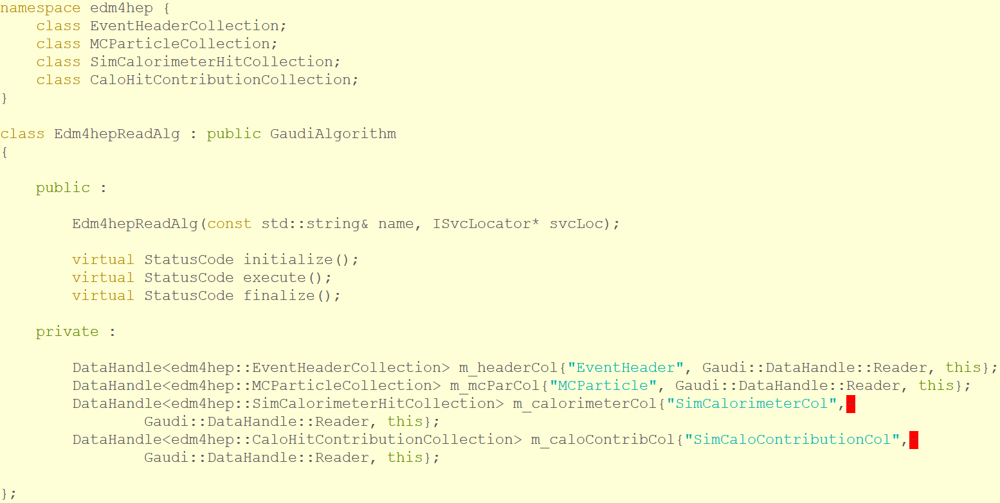 namespace edm4hep {
    class EventHeaderCollection;
    class MCParticleCollection;
    class SimCalorimeterHitCollection;
    class CaloHitContributionCollection;
}

class Edm4hepReadAlg : public GaudiAlgorithm
{

    public :

        Edm4hepReadAlg(const std::string& name, ISvcLocator* svcLoc);

        virtual StatusCode initialize();
        virtual StatusCode execute();
        virtual StatusCode finalize();

    private :

        DataHandle<edm4hep::EventHeaderCollection> m_headerCol{"EventHeader", Gaudi::DataHandle::Reader, this};
        DataHandle<edm4hep::MCParticleCollection> m_mcParCol{"MCParticle", Gaudi::DataHandle::Reader, this};
        DataHandle<edm4hep::SimCalorimeterHitCollection> m_calorimeterCol{"SimCalorimeterCol",-
                Gaudi::DataHandle::Reader, this};
        DataHandle<edm4hep::CaloHitContributionCollection> m_caloContribCol{"SimCaloContributionCol",-
                Gaudi::DataHandle::Reader, this};

};